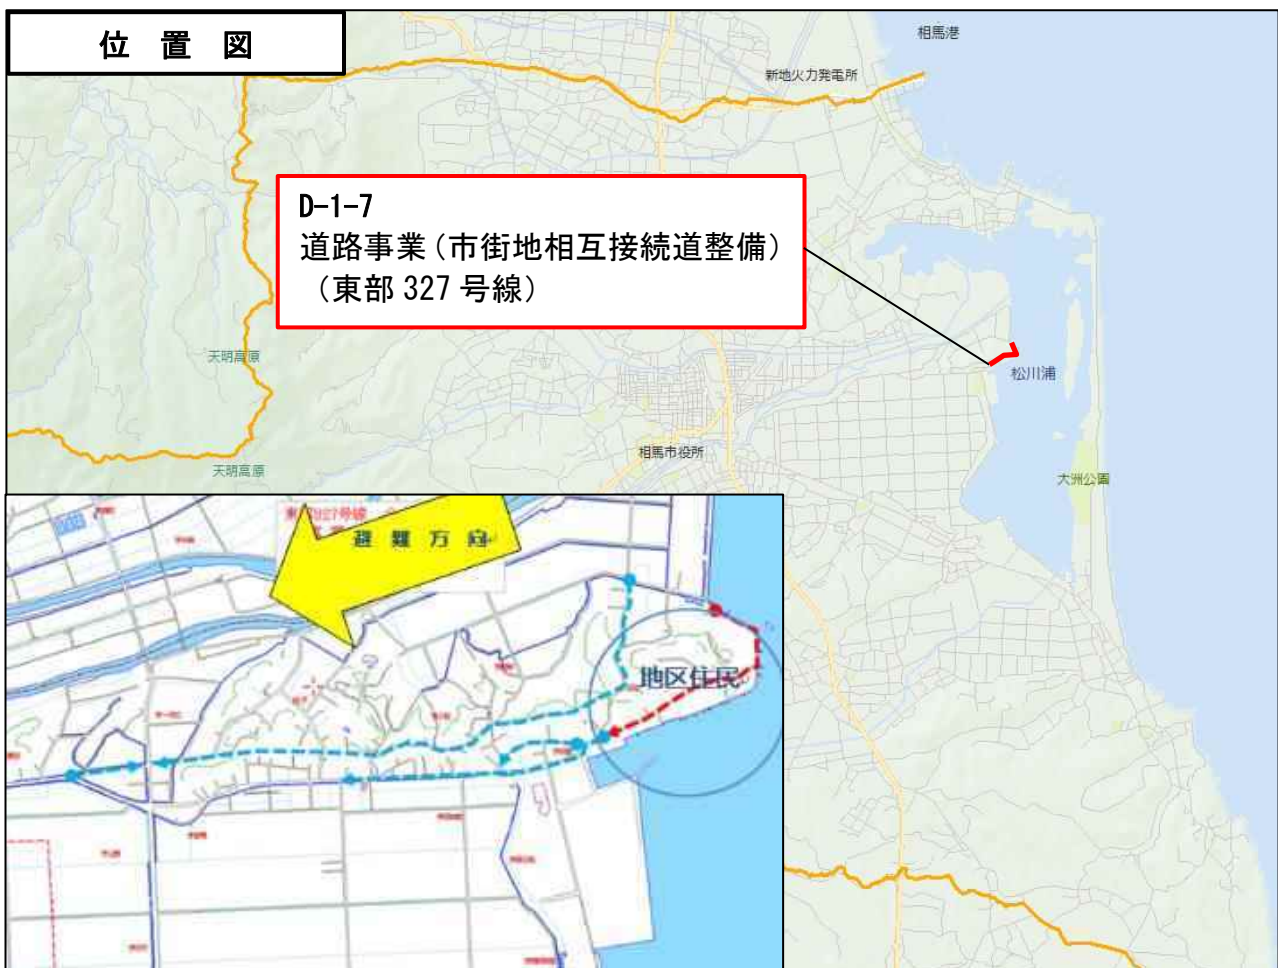 位 置 図
相馬港
新地火力発電所
D-1-7
道路事業（市街地相互接続道整備）
（東部 327 号線）
天明高原
松川浦
相馬市役所
天明高原
大洲公園
避 難 方 向
地区住民